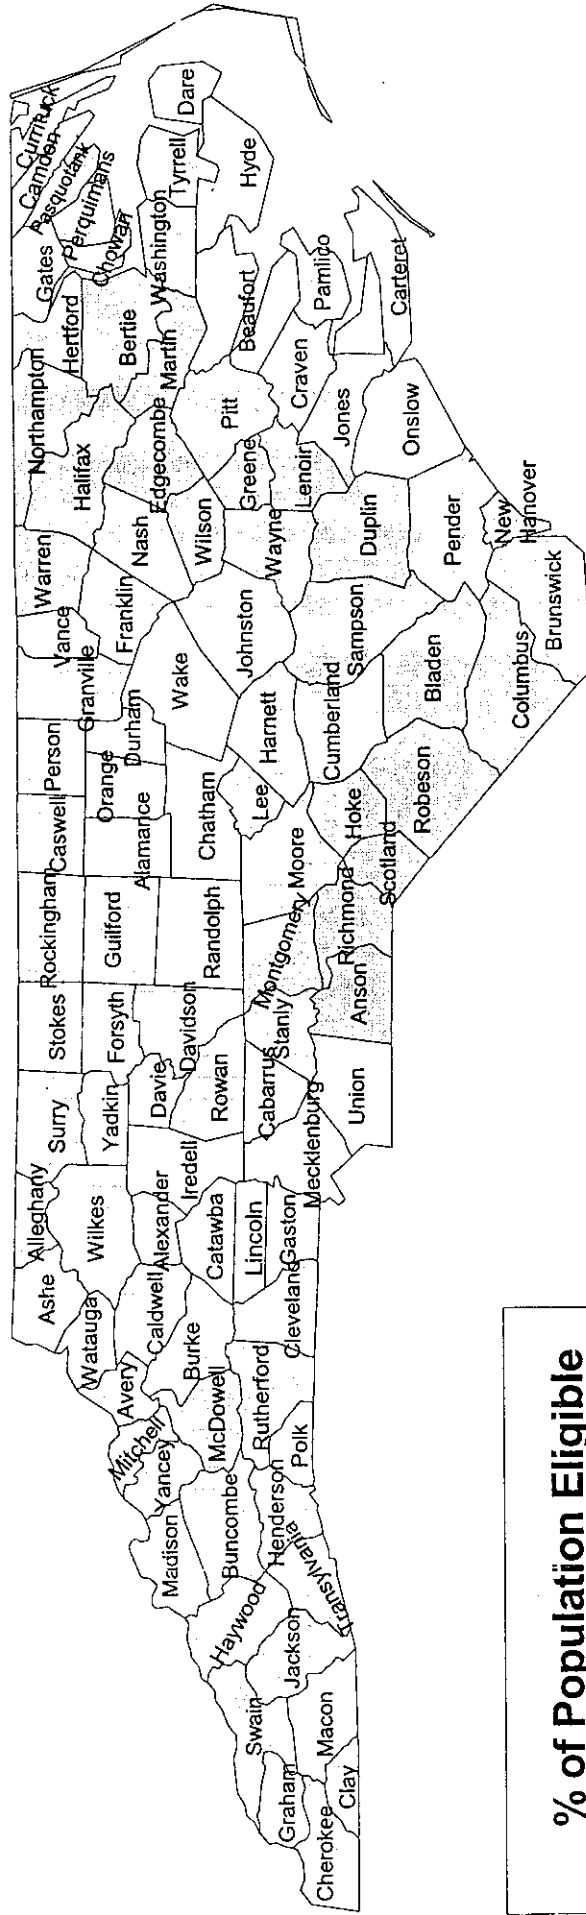 Cherokee
Graham
Clay
Swain
Macon
Jackson
Haywood
Transylvania
Madison
Buncombe
Henderson
Yancey
Mitchell
McDowell
Rutherford
Polk
Avery
Burke
Cleveland
Watauga
Caldwell
Ashe
Alleghany
Wilkes
Alexander
Catawba
Lincoln
Gaston
Surry
Yadkin
Iredell
Mecklenburg
Davie
Rowan
Cabarrus
Union
Stokes
Forsyth
Davidson
Stanly
Anson
Rockingham
Guilford
Randolph
Montgomery
Richmond
Caswell
Alamance
Chatham
Moore
Scotland
Hoke
Person
Orange
Durham
Lee
Harnett
Cumberland
Robeson
Granville
Vance
Wake
Johnston
Sampson
Bladen
Columbus
Warren
Franklin
Nash
Wilson
Wayne
Duplin
Pender
New
Hanover
Brunswick
Northampton
Halifax
Edgecombe
Greene
Lenoir
Pitt
Jones
Onslow
Hertford
Bertie
Martin
Beaufort
Craven
Pamlico
Carteret
Gates
Chowan
Perquimans
Pasquotank
Camden
Currituck
Washington
Tyrrell
Dare
Hyde
% of Population Eligible